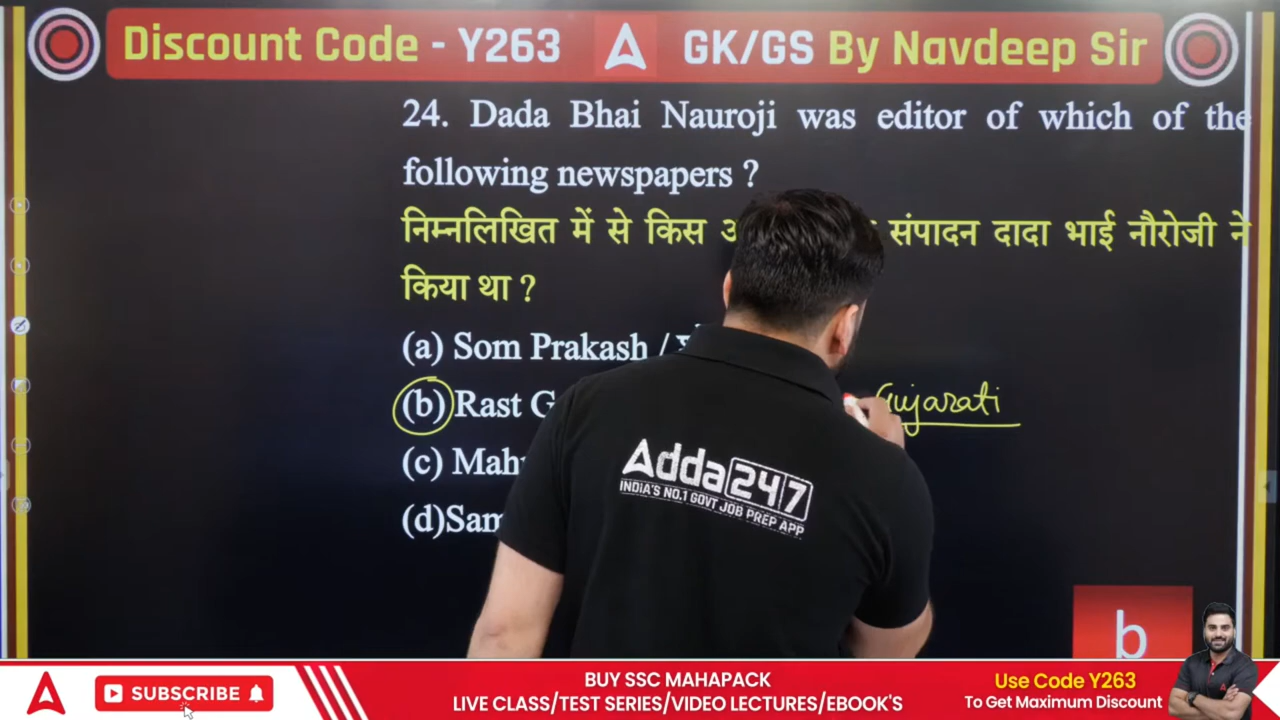 Discount Code - Y263 GK/GS By Navdeep Sir
24. Dada Bhai Nauroji was editor of which of the
following newspapers ?
निम्नलिखित में से किस संपादन दादा भाई नौरोजी ने
किया था ?
(a) Som Prakash /
(b) Rast Gujarati
(c)
(d)
Adda247
INDIA'S NO.1 GOVT JOB PREP APP
b
SUBSCRIBE
BUY SSC MAHAPACK
LIVE CLASS/TEST SERIES/VIDEO LECTURES/EBOOK'S
Use Code Y263
To Get Maximum Discount